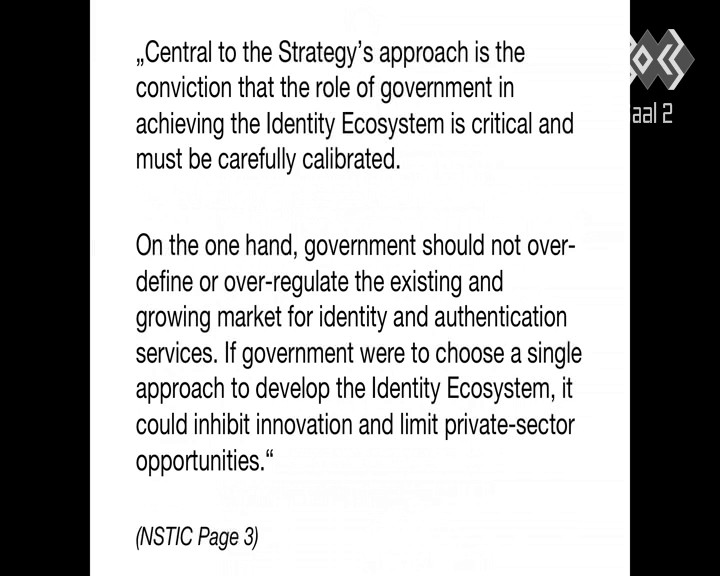 „Central to the Strategy’s approach is the
conviction that the role of government in
achieving the Identity Ecosystem is critical and
must be carefully calibrated.
On the one hand, government should not over-
define or over-regulate the existing and
growing market for identity and authentication
services. If government were to choose a single
approach to develop the Identity Ecosystem, it
could inhibit innovation and limit private-sector
opportunities.“
(NSTIC Page 3)
aal 2